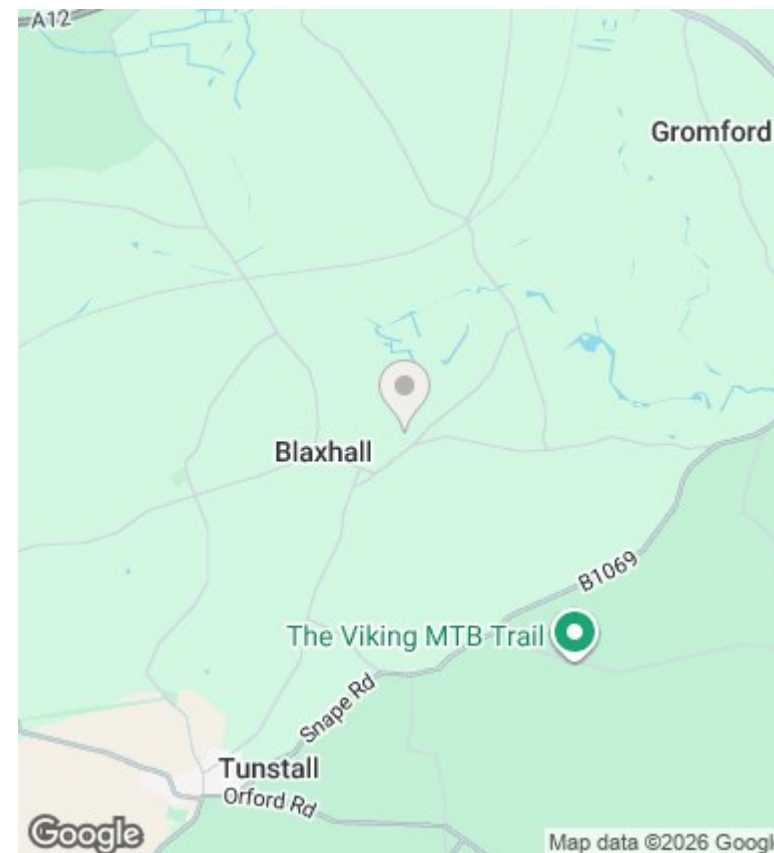 A12
Gromford
Blaxhall
B1069
The Viking MTB Trail
Snape Rd
Tunstall
Orford Rd
Google
Map data ©2026 Googl